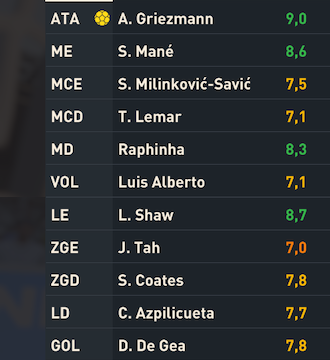 ATA A. Griezmann 9,0
ME S. Mané 8,6
MCE S. Milinković-Savić 7,5
MCD T. Lemar 7,1
MD Raphinha 8,3
VOL Luis Alberto 7,1
LE L. Shaw 8,7
ZGE J. Tah 7,0
ZGD S. Coates 7,8
LD C. Azpilicueta 7,7
GOL D. De Gea 7,8